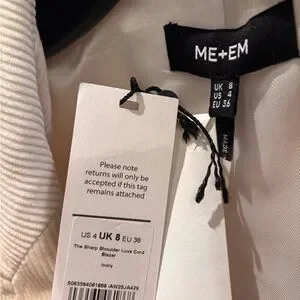 ME+EM
UK 8
US 4
EU 36
MADE
Please note
returns will only
be accepted if
this tag
remains attached
US 4 UK 8 EU 36
The Sharp Shoulder Luxe Cord
Blazer
Ivory